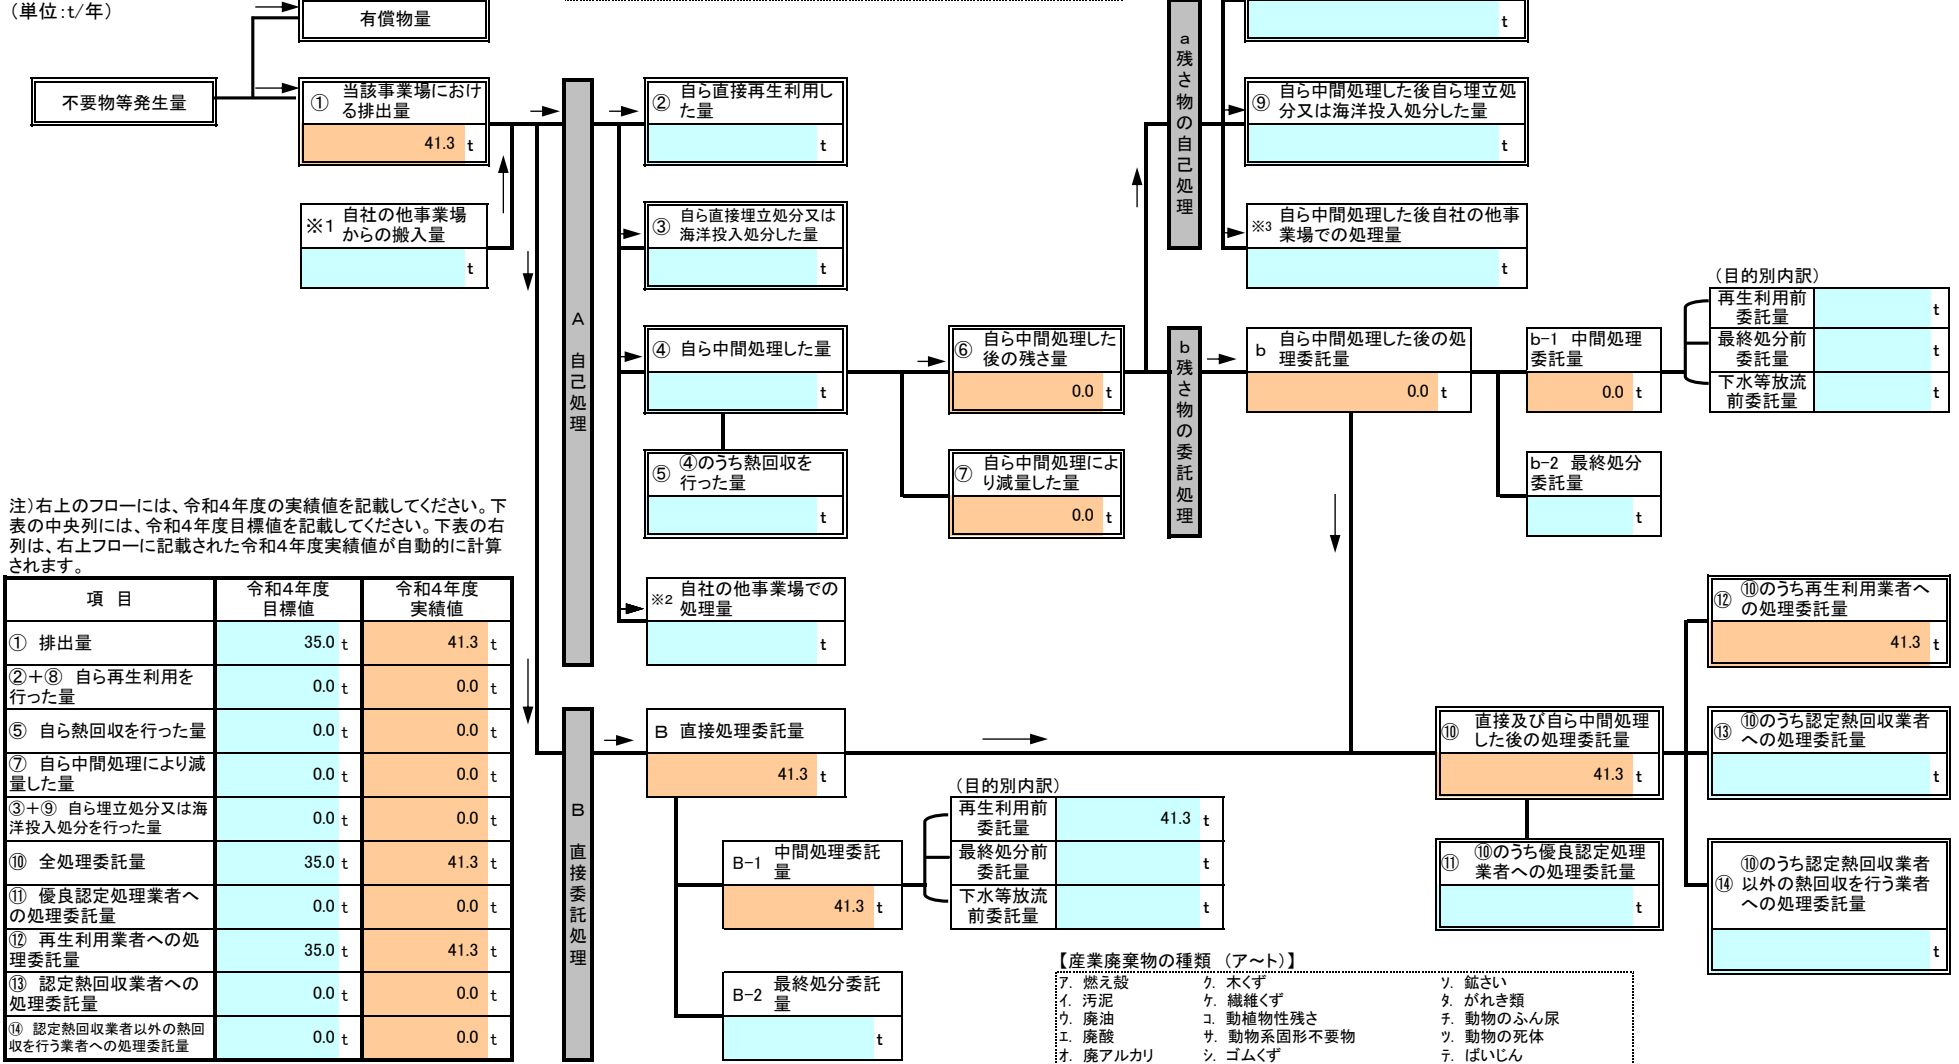 （単位：t/年）
有償物量
不要物等発生量
① 当該事業場におけ
る排出量
41.3 t
※1 自社の他事業場
からの搬入量
t
A 自己処理
② 自ら直接再生利用し
た量
t
③ 自ら直接埋立処分又は
海洋投入処分した量
t
④ 自ら中間処理した量
t
⑤ ④のうち熱回収を
行った量
t
※2 自社の他事業場での
処理量
t
⑥ 自ら中間処理した
後の残さ量
0.0 t
⑦ 自ら中間処理によ
り減量した量
0.0 t
a 残さ物の自己処理
t
⑨ 自ら中間処理した後自ら埋立処
分又は海洋投入処分した量
t
※3 自ら中間処理した後自社の他事
業場での処理量
t
b 残さ物の委託処理
b 自ら中間処理した後の処
理委託量
0.0 t
b-1 中間処理
委託量
0.0 t
b-2 最終処分
委託量
t
（目的別内訳）
再生利用前
委託量
t
最終処分前
委託量
t
下水等放流
前委託量
t
注）右上のフローには、令和４年度の実績値を記載してください。下
表の中央列には、令和４年度目標値を記載してください。下表の右
列は、右上フローに記載された令和４年度実績値が自動的に計算
されます。
項 目
令和４年度
目標値
令和４年度
実績値
① 排出量
35.0 t
41.3 t
②＋⑧ 自ら再生利用を
行った量
0.0 t
0.0 t
⑤ 自ら熱回収を行った量
0.0 t
0.0 t
⑦ 自ら中間処理により減
量した量
0.0 t
0.0 t
③＋⑨ 自ら埋立処分又は海
洋投入処分を行った量
0.0 t
0.0 t
⑩ 全処理委託量
35.0 t
41.3 t
⑪ 優良認定処理業者へ
の処理委託量
0.0 t
0.0 t
⑫ 再生利用業者への処
理委託量
35.0 t
41.3 t
⑬ 認定熱回収業者への
処理委託量
0.0 t
0.0 t
⑭ 認定熱回収業者以外の熱回
収を行う業者への処理委託量
0.0 t
0.0 t
B 直接委託処理
B 直接処理委託量
41.3 t
B-1 中間処理委託
量
41.3 t
B-2 最終処分委託
量
t
（目的別内訳）
再生利用前
委託量
41.3 t
最終処分前
委託量
t
下水等放流
前委託量
t
⑩ 直接及び自ら中間処理
した後の処理委託量
41.3 t
⑪ ⑩のうち優良認定処理
業者への処理委託量
t
⑫ ⑩のうち再生利用業者へ
の処理委託量
41.3 t
⑬ ⑩のうち認定熱回収業者
への処理委託量
t
⑭ ⑩のうち認定熱回収業者
以外の熱回収を行う業者
への処理委託量
t
【産業廃棄物の種類 （ア～ト）】
ア. 燃え殻 ク. 木くず ソ. 鉱さい
イ. 汚泥 ケ. 繊維くず タ. がれき類
ウ. 廃油 コ. 動植物性残さ チ. 動物のふん尿
エ. 廃酸 サ. 動物系固形不要物 ツ. 動物の死体
オ. 廃アルカリ シ. ゴムくず テ. ばいじん